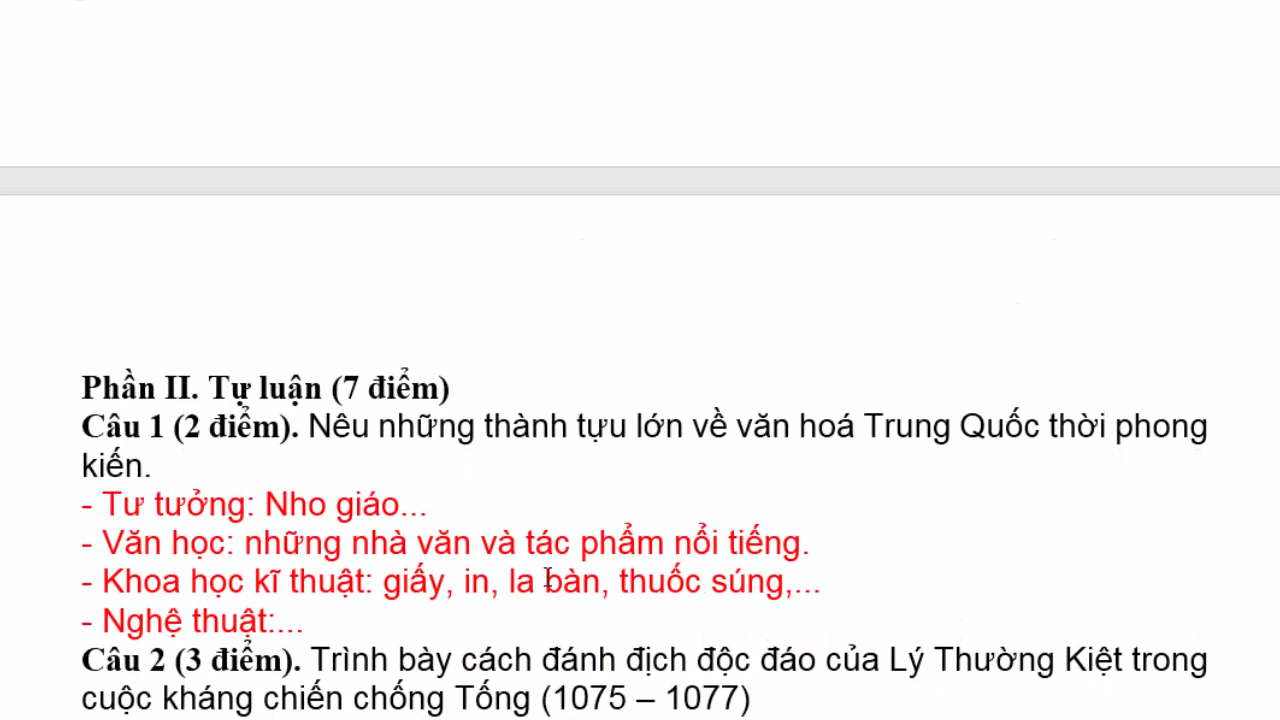 Phần II. Tự luận (7 điểm)
Câu 1 (2 điểm). Nêu những thành tựu lớn về văn hoá Trung Quốc thời phong
kiến.
- Tư tưởng: Nho giáo...
- Văn học: những nhà văn và tác phẩm nổi tiếng.
- Khoa học kĩ thuật: giấy, in, la bàn, thuốc súng,...
- Nghệ thuật:...
Câu 2 (3 điểm). Trình bày cách đánh địch độc đáo của Lý Thường Kiệt trong
cuộc kháng chiến chống Tống (1075 – 1077)